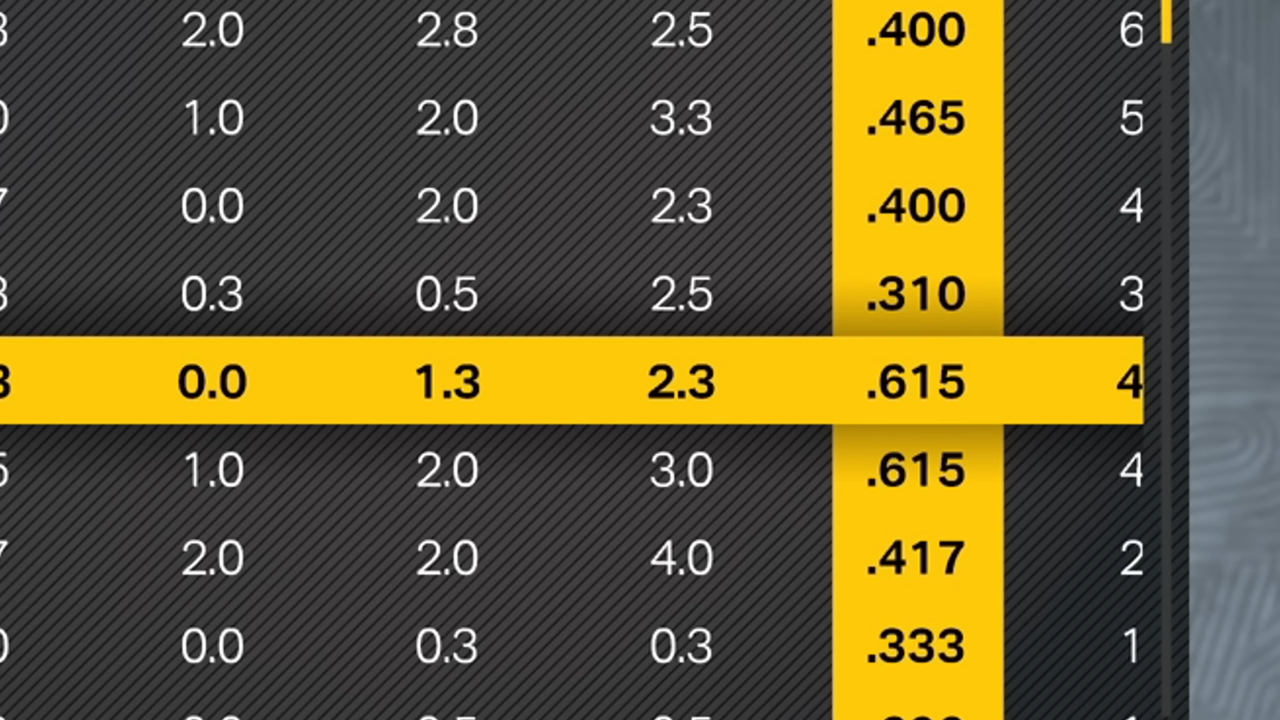 2.0 2.8 2.5 .400 6
1.0 2.0 3.3 .465 5
0.0 2.0 2.3 .400 4
0.3 0.5 2.5 .310 3
0.0 1.3 2.3 .615 4
1.0 2.0 3.0 .615 4
2.0 2.0 4.0 .417 2
0.0 0.3 0.3 .333 1